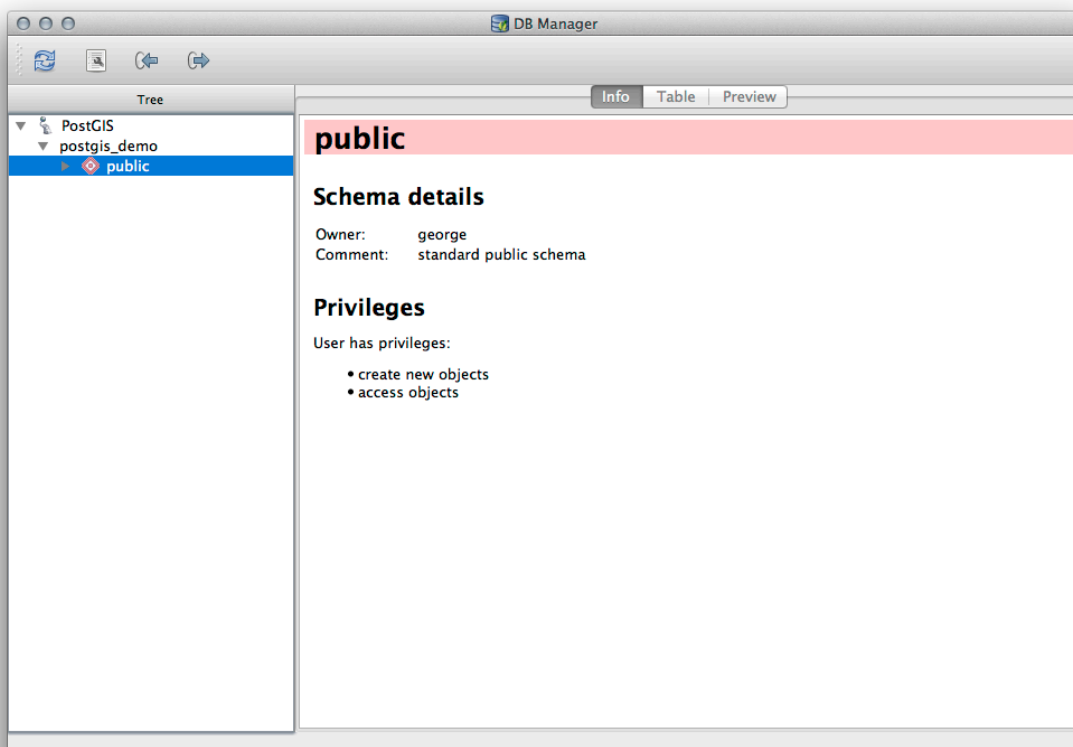 DB Manager
Tree
Info Table Preview
PostGIS
postgis_demo
public
public
Schema details
Owner: george
Comment: standard public schema
Privileges
User has privileges:
• create new objects
• access objects